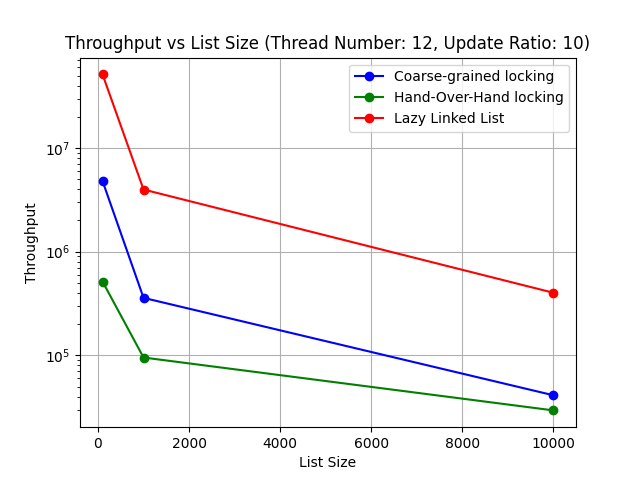 Throughput vs List Size (Thread Number: 12, Update Ratio: 10)
Coarse-grained locking
Hand-Over-Hand locking
Lazy Linked List
Throughput
10^7
10^6
10^5
0 2000 4000 6000 8000 10000
List Size